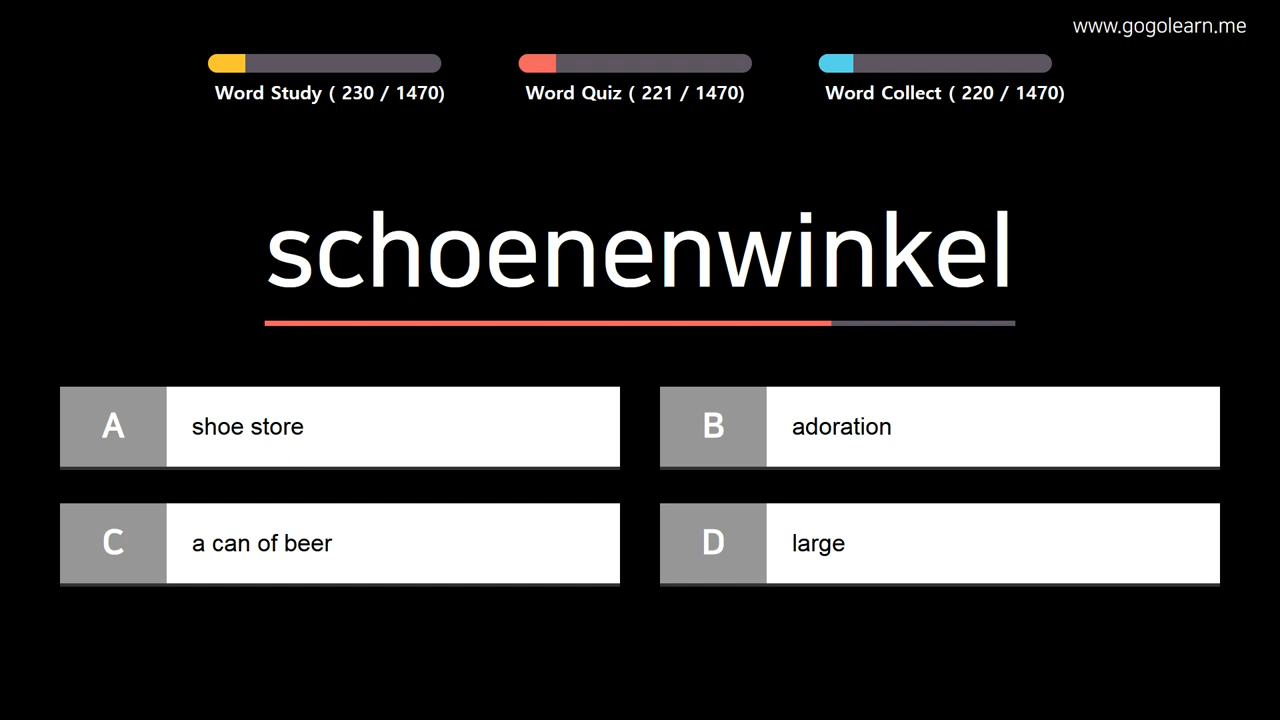 www.gogolearn.me
Word Study ( 230 / 1470)
Word Quiz ( 221 / 1470)
Word Collect ( 220 / 1470)
schoenenwinkel
A shoe store
B adoration
C a can of beer
D large